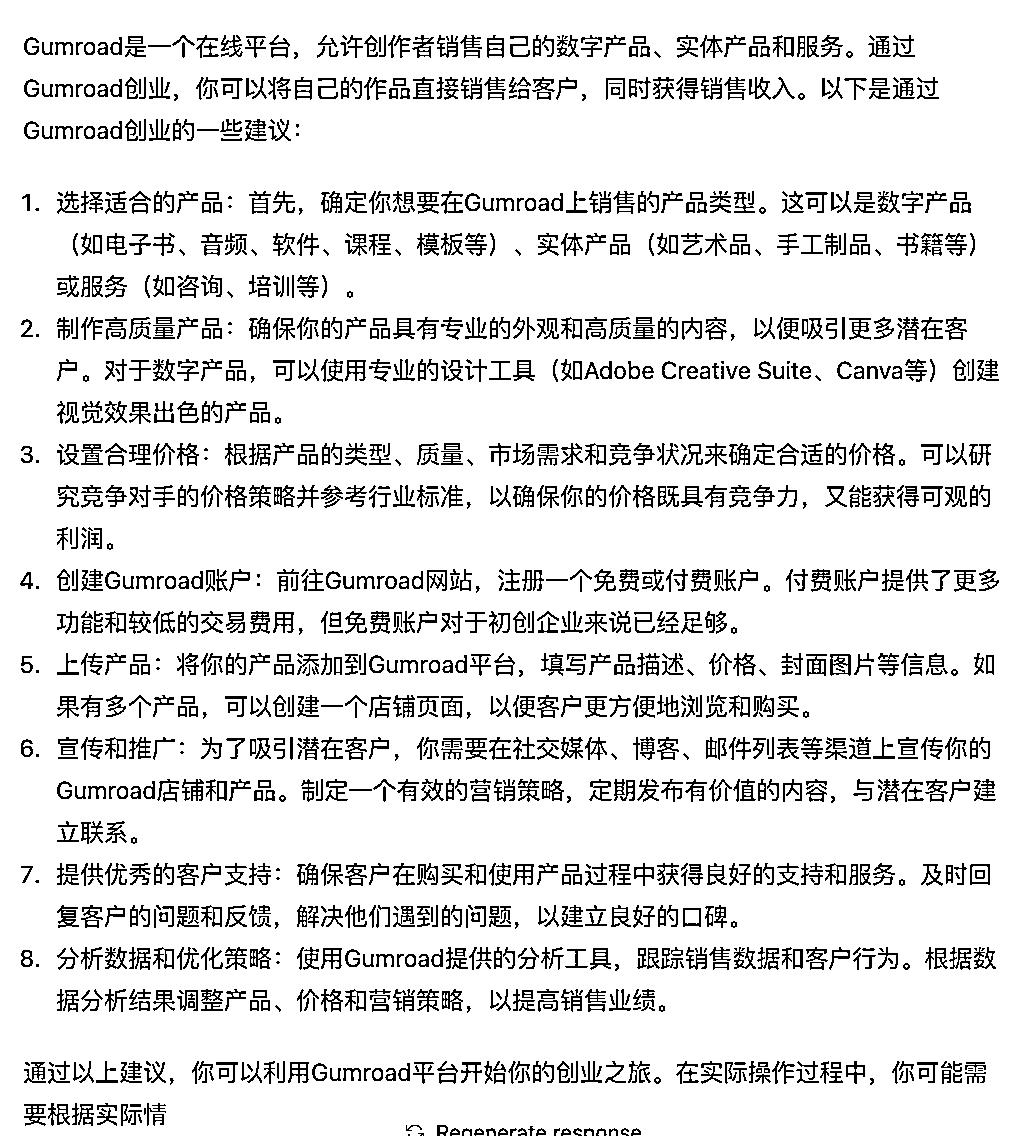 Gumroad是一个在线平台，允许创作者销售自己的数字产品、实体产品和服务。通过
Gumroad创业，你可以将自己的作品直接销售给客户，同时获得销售收入。以下是通过
Gumroad创业的一些建议：
1. 选择适合的产品：首先，确定你想要在Gumroad上销售的产品类型。这可以是数字产品
（如电子书、音频、软件、课程、模板等）、实体产品（如艺术品、手工制品、书籍等）
或服务（如咨询、培训等）。
2. 制作高质量产品：确保你的产品具有专业的外观和高质量的内容，以便吸引更多潜在客
户。对于数字产品，可以使用专业的设计工具（如Adobe Creative Suite、Canva等）创建
视觉效果出色的产品。
3. 设置合理价格：根据产品的类型、质量、市场需求和竞争状况来确定合适的价格。可以研
究竞争对手的价格策略并参考行业标准，以确保你的价格既具有竞争力，又能获得可观的
利润。
4. 创建Gumroad账户：前往Gumroad网站，注册一个免费或付费账户。付费账户提供了更多
功能和较低的交易费用，但免费账户对于初创企业来说已经足够。
5. 上传产品：将你的产品添加到Gumroad平台，填写产品描述、价格、封面图片等信息。如
果有多个产品，可以创建一个店铺页面，以便客户更方便地浏览和购买。
6. 宣传和推广：为了吸引潜在客户，你需要在社交媒体、博客、邮件列表等渠道上宣传你的
Gumroad店铺和产品。制定一个有效的营销策略，定期发布有价值的内容，与潜在客户建
立联系。
7. 提供优秀的客户支持：确保客户在购买和使用产品过程中获得良好的支持和服务。及时回
复客户的问题和反馈，解决他们遇到的问题，以建立良好的口碑。
8. 分析数据和优化策略：使用Gumroad提供的分析工具，跟踪销售数据和客户行为。根据数
据分析结果调整产品、价格和营销策略，以提高销售业绩。
通过以上建议，你可以利用Gumroad平台开始你的创业之旅。在实际操作过程中，你可能需
要根据实际情
Regenerate response